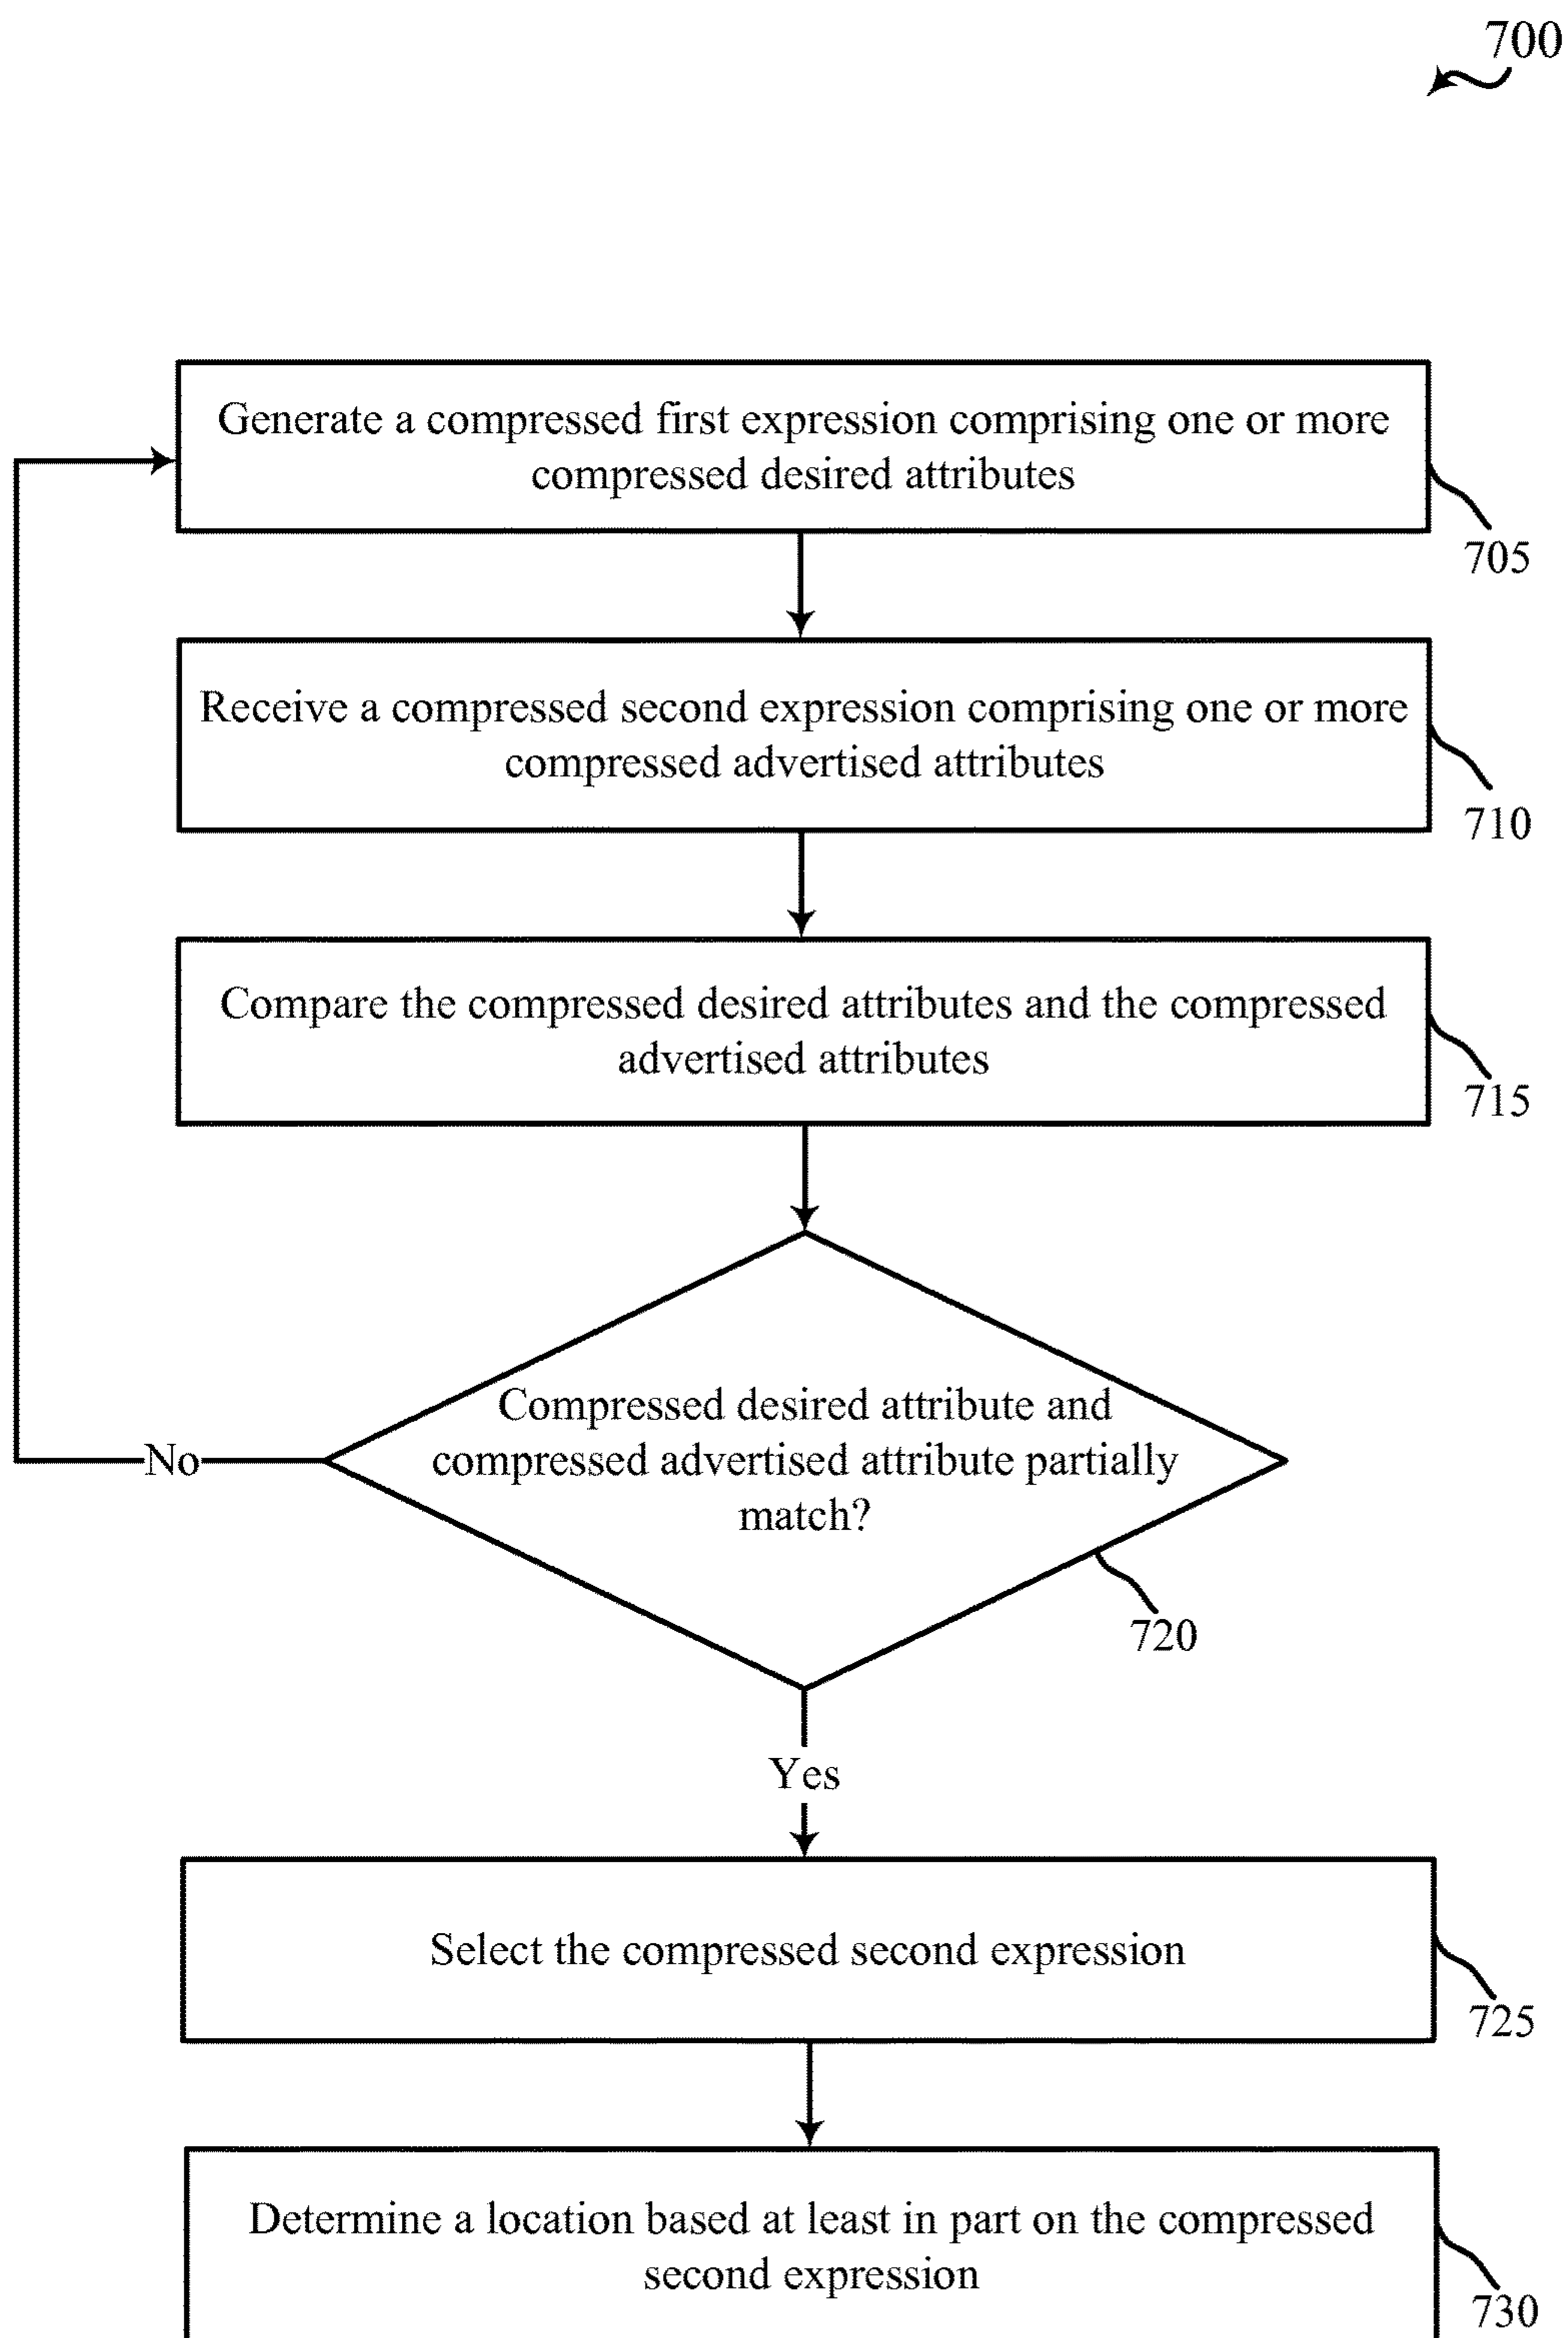 700
Generate a compressed first expression comprising one or more
compressed desired attributes
705
Receive a compressed second expression comprising one or more
compressed advertised attributes
710
Compare the compressed desired attributes and the compressed
advertised attributes
715
Compressed desired attribute and
compressed advertised attribute partially
match?
No
720
Yes
Select the compressed second expression
725
Determine a location based at least in part on the compressed
second expression
730